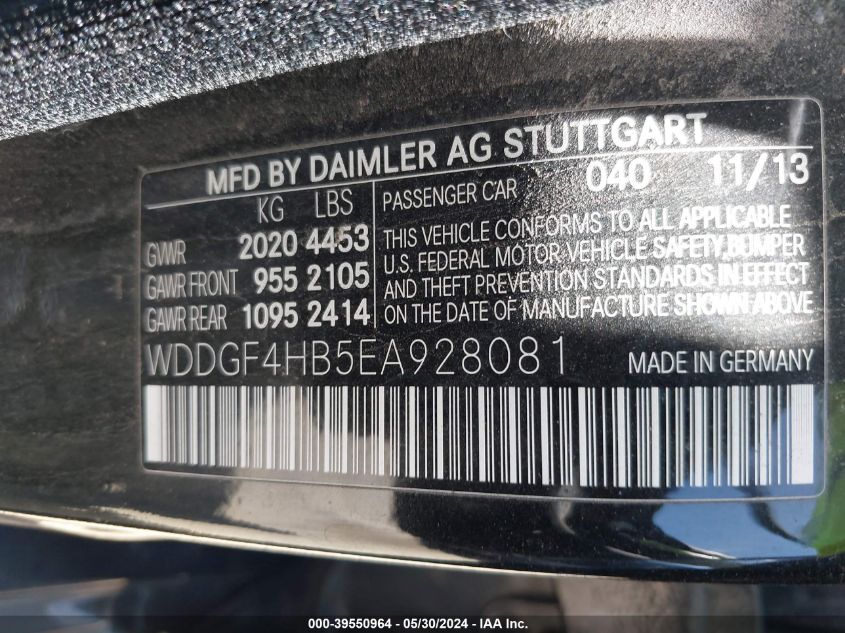 MFD BY DAIMLER AG STUTTGART
KG LBS PASSENGER CAR 040 11/13
GVWR 2020 4453 THIS VEHICLE CONFORMS TO ALL APPLICABLE
GAWR FRONT 955 2105 U.S. FEDERAL MOTOR VEHICLE SAFETY, BUMPER
AND THEFT PREVENTION STANDARDS IN EFFECT
GAWR REAR 1095 2414 ON THE DATE OF MANUFACTURE SHOWN ABOVE
WDDGF4HB5EA928081 MADE IN GERMANY
000-39550964 - 05/30/2024 - IAA Inc.